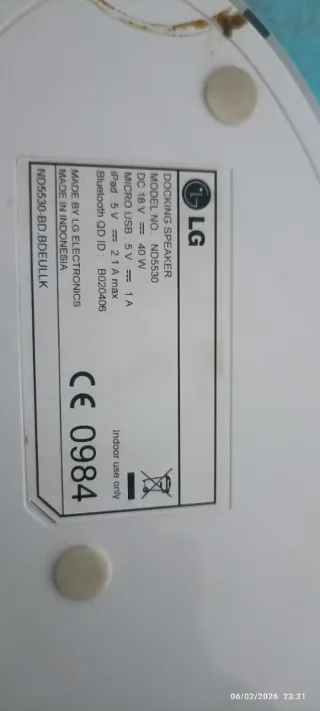 LG
DOCKING SPEAKER
MODEL NO ND5530
DC 18 V ⎓ 40 W
MICRO USB 5 V ⎓ 1 A
iPad 5 V ⎓ 2.1 A max
Bluetooth QD ID : B020406
Indoor use only
MADE BY LG ELECTRONICS
MADE IN INDONESIA
CE 0984
ND5530-BD.BDEULLK
06/02/2026 23:31